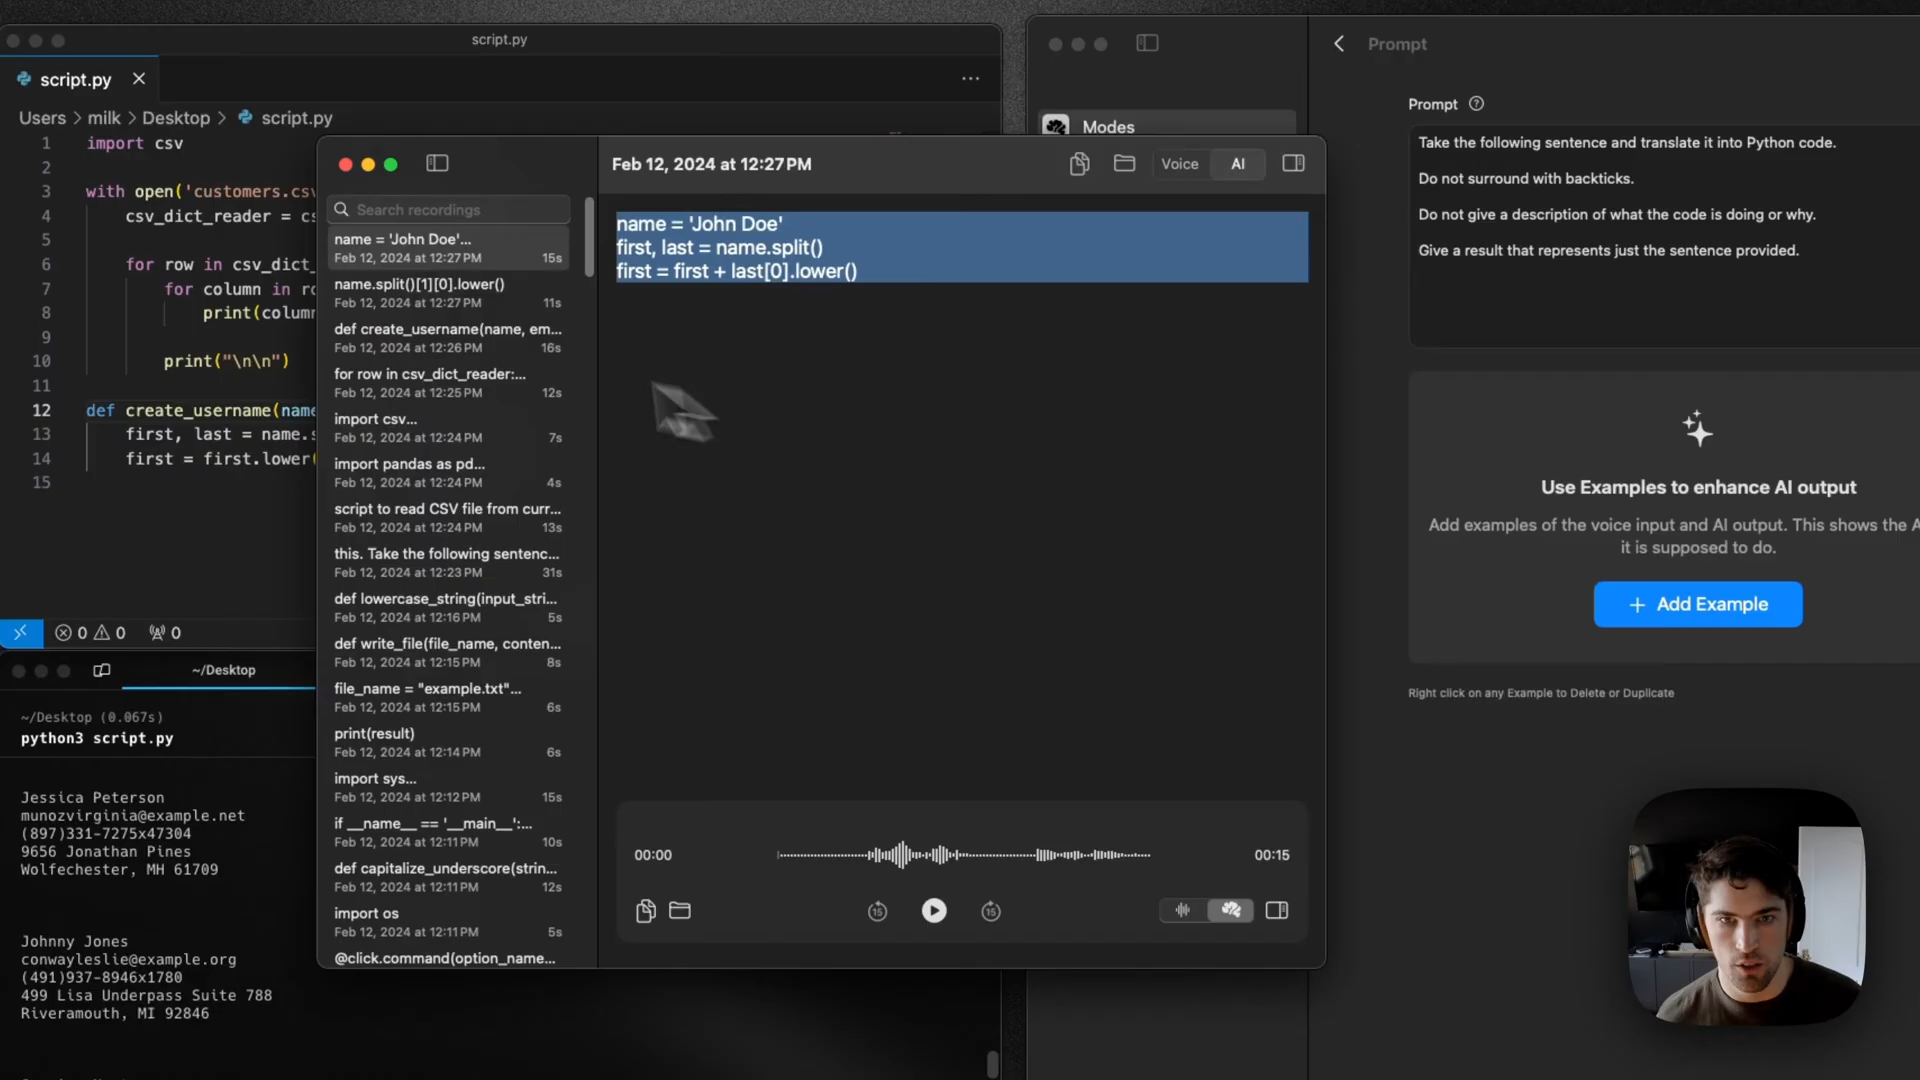 script.py
script.py
Users > milk > Desktop > script.py
1 import csv
2
3 with open('customers.csv
4 csv_dict_reader = cs
5
6 for row in csv_dict_
7 for column in ro
8 print(column
9
10 print("\n\n")
11
12 def create_username(name
13 first, last = name.s
14 first = first.lower(
15
0 0 0
~/Desktop
~/Desktop (0.067s)
python3 script.py
Jessica Peterson
munozvirginia@example.net
(897)331-7275x47304
9656 Jonathan Pines
Wolfechester, MH 61709
Johnny Jones
conwayleslie@example.org
(491)937-8946x1780
499 Lisa Underpass Suite 788
Riveramouth, MI 92846
Search recordings
name = 'John Doe'...
Feb 12, 2024 at 12:27 PM 15s
name.split()[1][0].lower()
Feb 12, 2024 at 12:27 PM 11s
def create_username(name, em...
Feb 12, 2024 at 12:26 PM 16s
for row in csv_dict_reader:...
Feb 12, 2024 at 12:25 PM 12s
import csv...
Feb 12, 2024 at 12:24 PM 7s
import pandas as pd...
Feb 12, 2024 at 12:24 PM 4s
script to read CSV file from curr...
Feb 12, 2024 at 12:24 PM 13s
this. Take the following sentenc...
Feb 12, 2024 at 12:23 PM 31s
def lowercase_string(input_stri...
Feb 12, 2024 at 12:16 PM 5s
def write_file(file_name, conten...
Feb 12, 2024 at 12:15 PM 8s
file_name = "example.txt"...
Feb 12, 2024 at 12:15 PM 6s
print(result)
Feb 12, 2024 at 12:14 PM 6s
import sys...
Feb 12, 2024 at 12:12 PM 15s
if __name__ == '__main__':...
Feb 12, 2024 at 12:11 PM 10s
def capitalize_underscore(strin...
Feb 12, 2024 at 12:11 PM 12s
import os
Feb 12, 2024 at 12:11 PM 5s
@click.command(option_name...
Feb 12, 2024 at 12:27 PM
Voice AI
name = 'John Doe'
first, last = name.split()
first = first + last[0].lower()
00:00 00:15
15 15
Modes
Prompt
Prompt
Take the following sentence and translate it into Python code.
Do not surround with backticks.
Do not give a description of what the code is doing or why.
Give a result that represents just the sentence provided.
Use Examples to enhance AI output
Add examples of the voice input and AI output. This shows the A
it is supposed to do.
+ Add Example
Right click on any Example to Delete or Duplicate